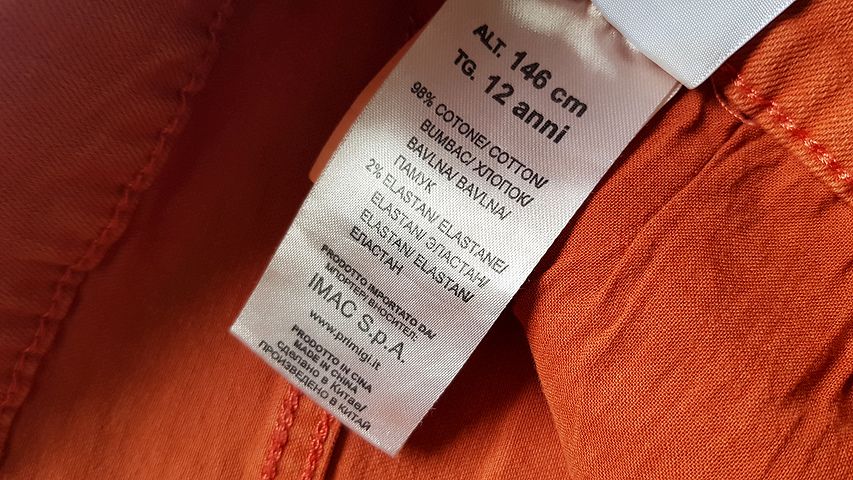 ALT. 146 cm
TG. 12 anni
98% COTONE/ COTTON/
BUMBAC/ ХЛОПОК/
BAVLNA/ BAVLNA/
ПАМУК
2% ELASTAN/ ELASTANE/
ELASTAN/ ЭЛАСТАН/
ELASTAN/ ELASTAN/
ЕЛАСТАН
PRODOTTO IMPORTATO DA/
МПОРТЕР/ ВНОСИТЕЛ:
IMAC S.p.A.
www.primigi.it
PRODOTTO IN CINA
MADE IN CHINA
сделано в Китае/
ПРОИЗВЕДЕНО В КИТАЙ